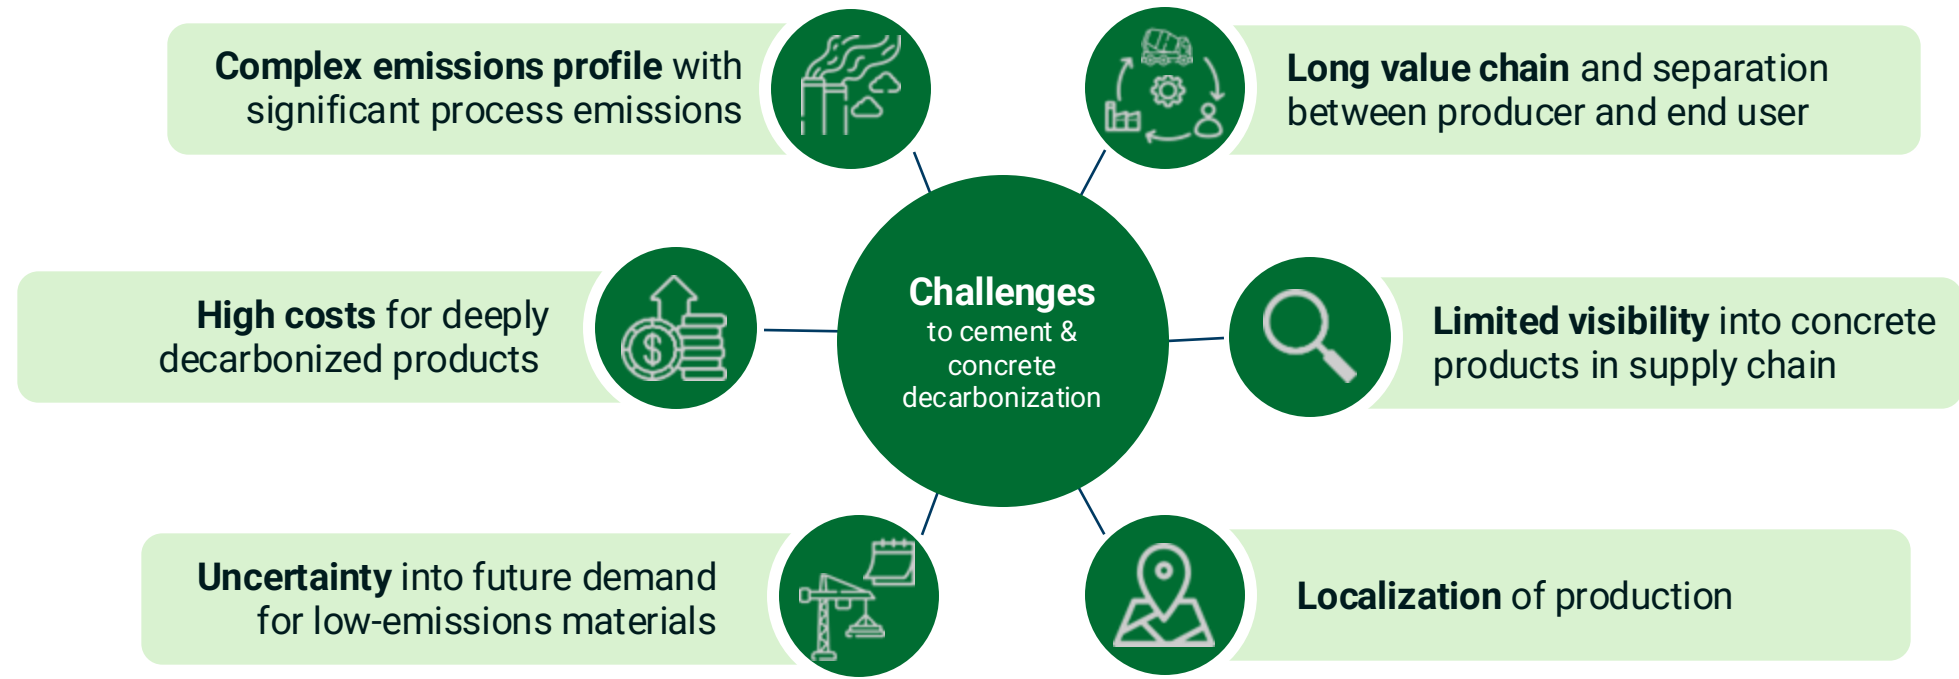 Complex emissions profile with
significant process emissions
Long value chain and separation
between producer and end user
High costs for deeply
decarbonized products
Challenges
to cement &
concrete
decarbonization
Limited visibility into concrete
products in supply chain
Uncertainty into future demand
for low-emissions materials
Localization of production